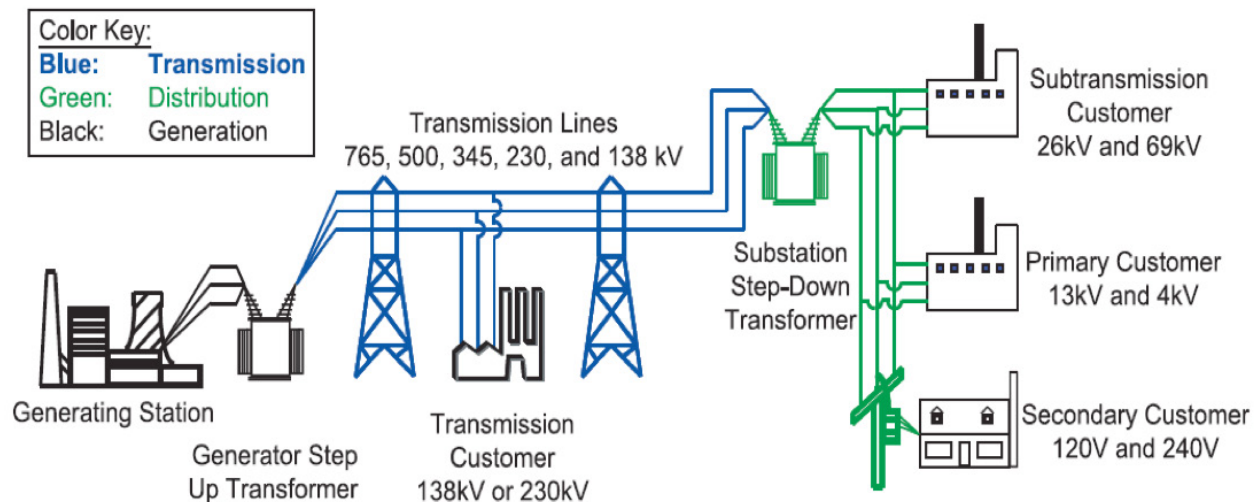 Color Key:
Blue: Transmission
Green: Distribution
Black: Generation
Transmission Lines
765, 500, 345, 230, and 138 kV
Subtransmission
Customer
26kV and 69kV
Substation
Step-Down
Transformer
Primary Customer
13kV and 4kV
Generating Station
Generator Step
Up Transformer
Transmission
Customer
138kV or 230kV
Secondary Customer
120V and 240V